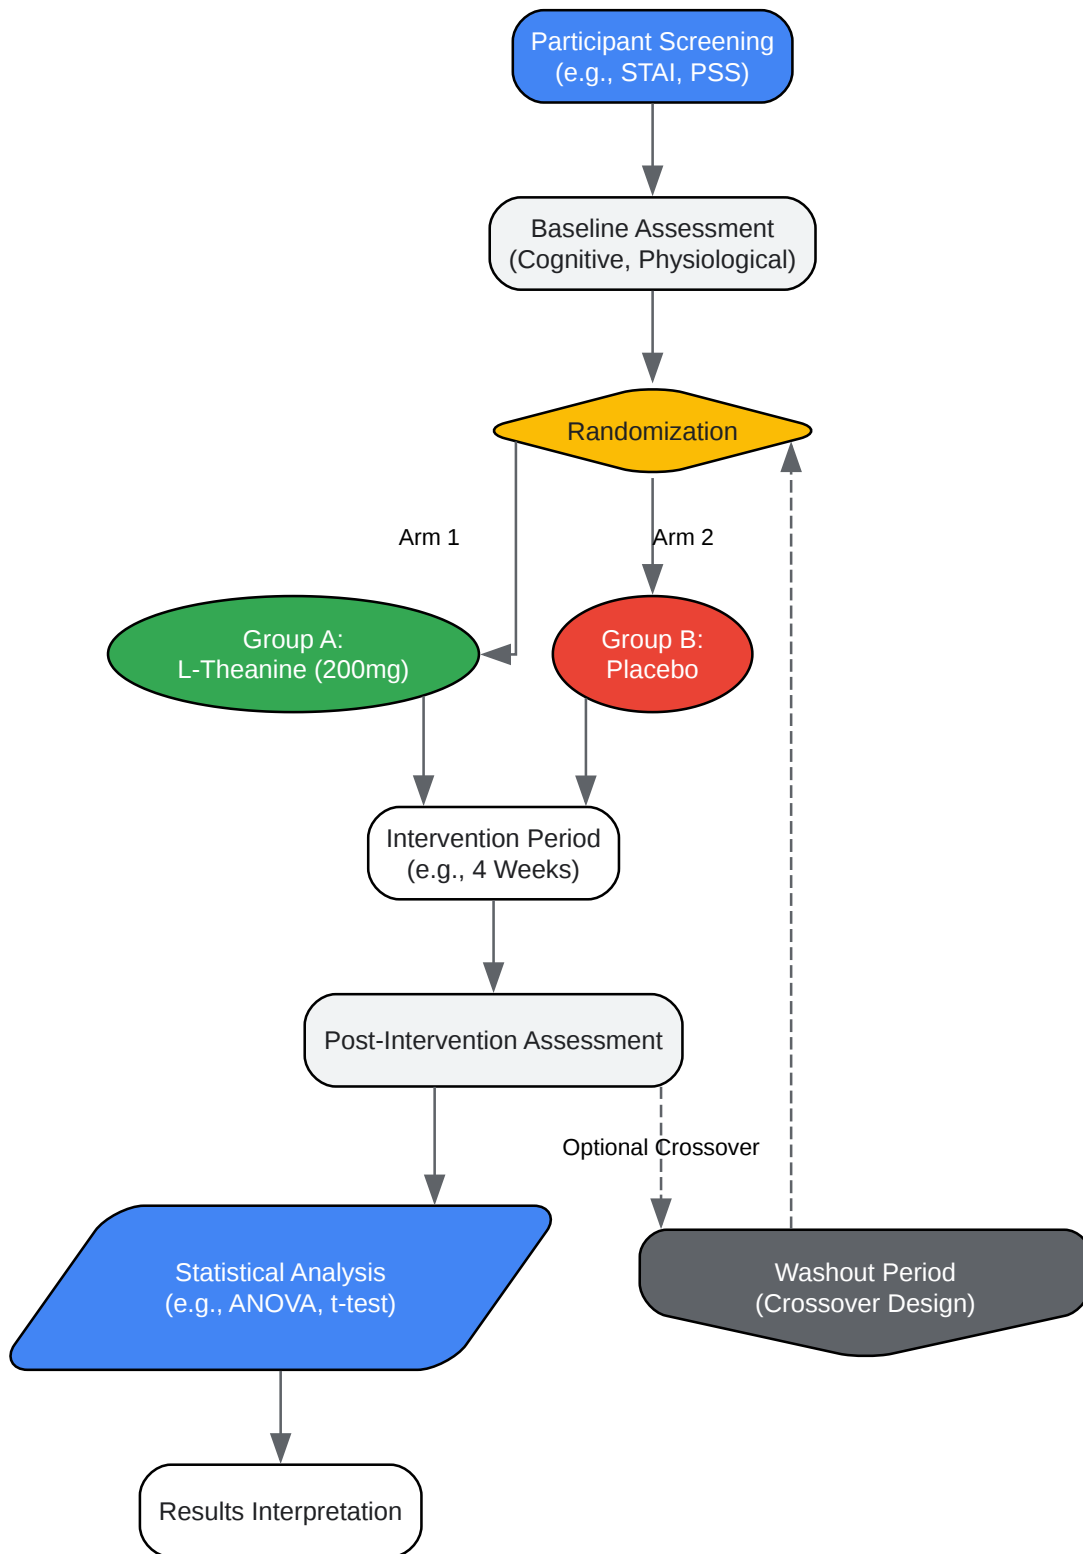 Participant Screening
(e.g., STAI, PSS)
Baseline Assessment
(Cognitive, Physiological)
Randomization
Arm 1
Arm 2
Group A:
L-Theanine (200mg)
Group B:
Placebo
Intervention Period
(e.g., 4 Weeks)
Post-Intervention Assessment
Optional Crossover
Statistical Analysis
(e.g., ANOVA, t-test)
Washout Period
(Crossover Design)
Results Interpretation